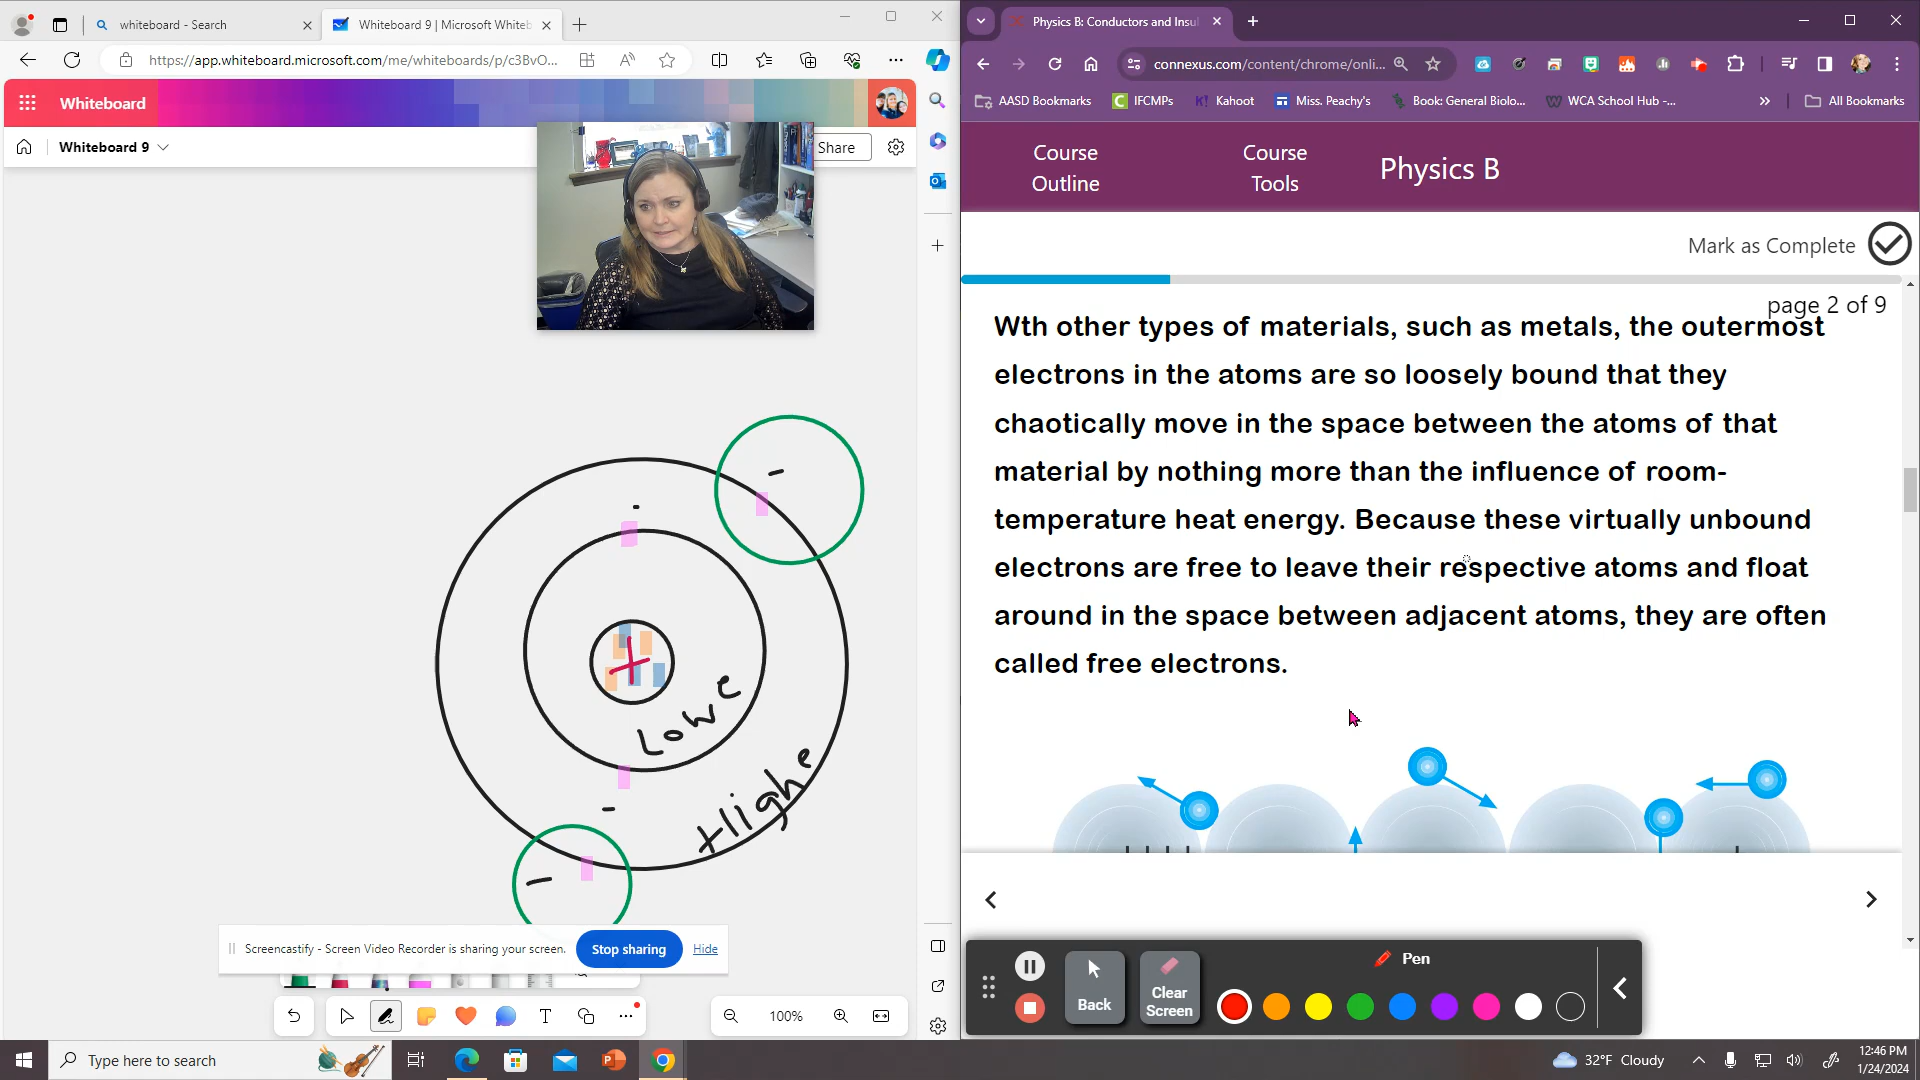 whiteboard - Search
Whiteboard 9 | Microsoft Whiteb
https://app.whiteboard.microsoft.com/me/whiteboards/p/c3BvO...
Whiteboard
Whiteboard 9
Share
Low e
High e
Screencastify - Screen Video Recorder is sharing your screen.
Stop sharing
Hide
100%
Physics B: Conductors and Insul
connexus.com/content/chrome/onli...
AASD Bookmarks
IFCMPs
Kahoot
Miss. Peachy's
Book: General Biolo...
WCA School Hub -...
All Bookmarks
Course
Outline
Course
Tools
Physics B
Mark as Complete
page 2 of 9
Wth other types of materials, such as metals, the outermost
electrons in the atoms are so loosely bound that they
chaotically move in the space between the atoms of that
material by nothing more than the influence of room-
temperature heat energy. Because these virtually unbound
electrons are free to leave their respective atoms and float
around in the space between adjacent atoms, they are often
called free electrons.
Back
Clear
Screen
Pen
Type here to search
32°F Cloudy
12:46 PM
1/24/2024